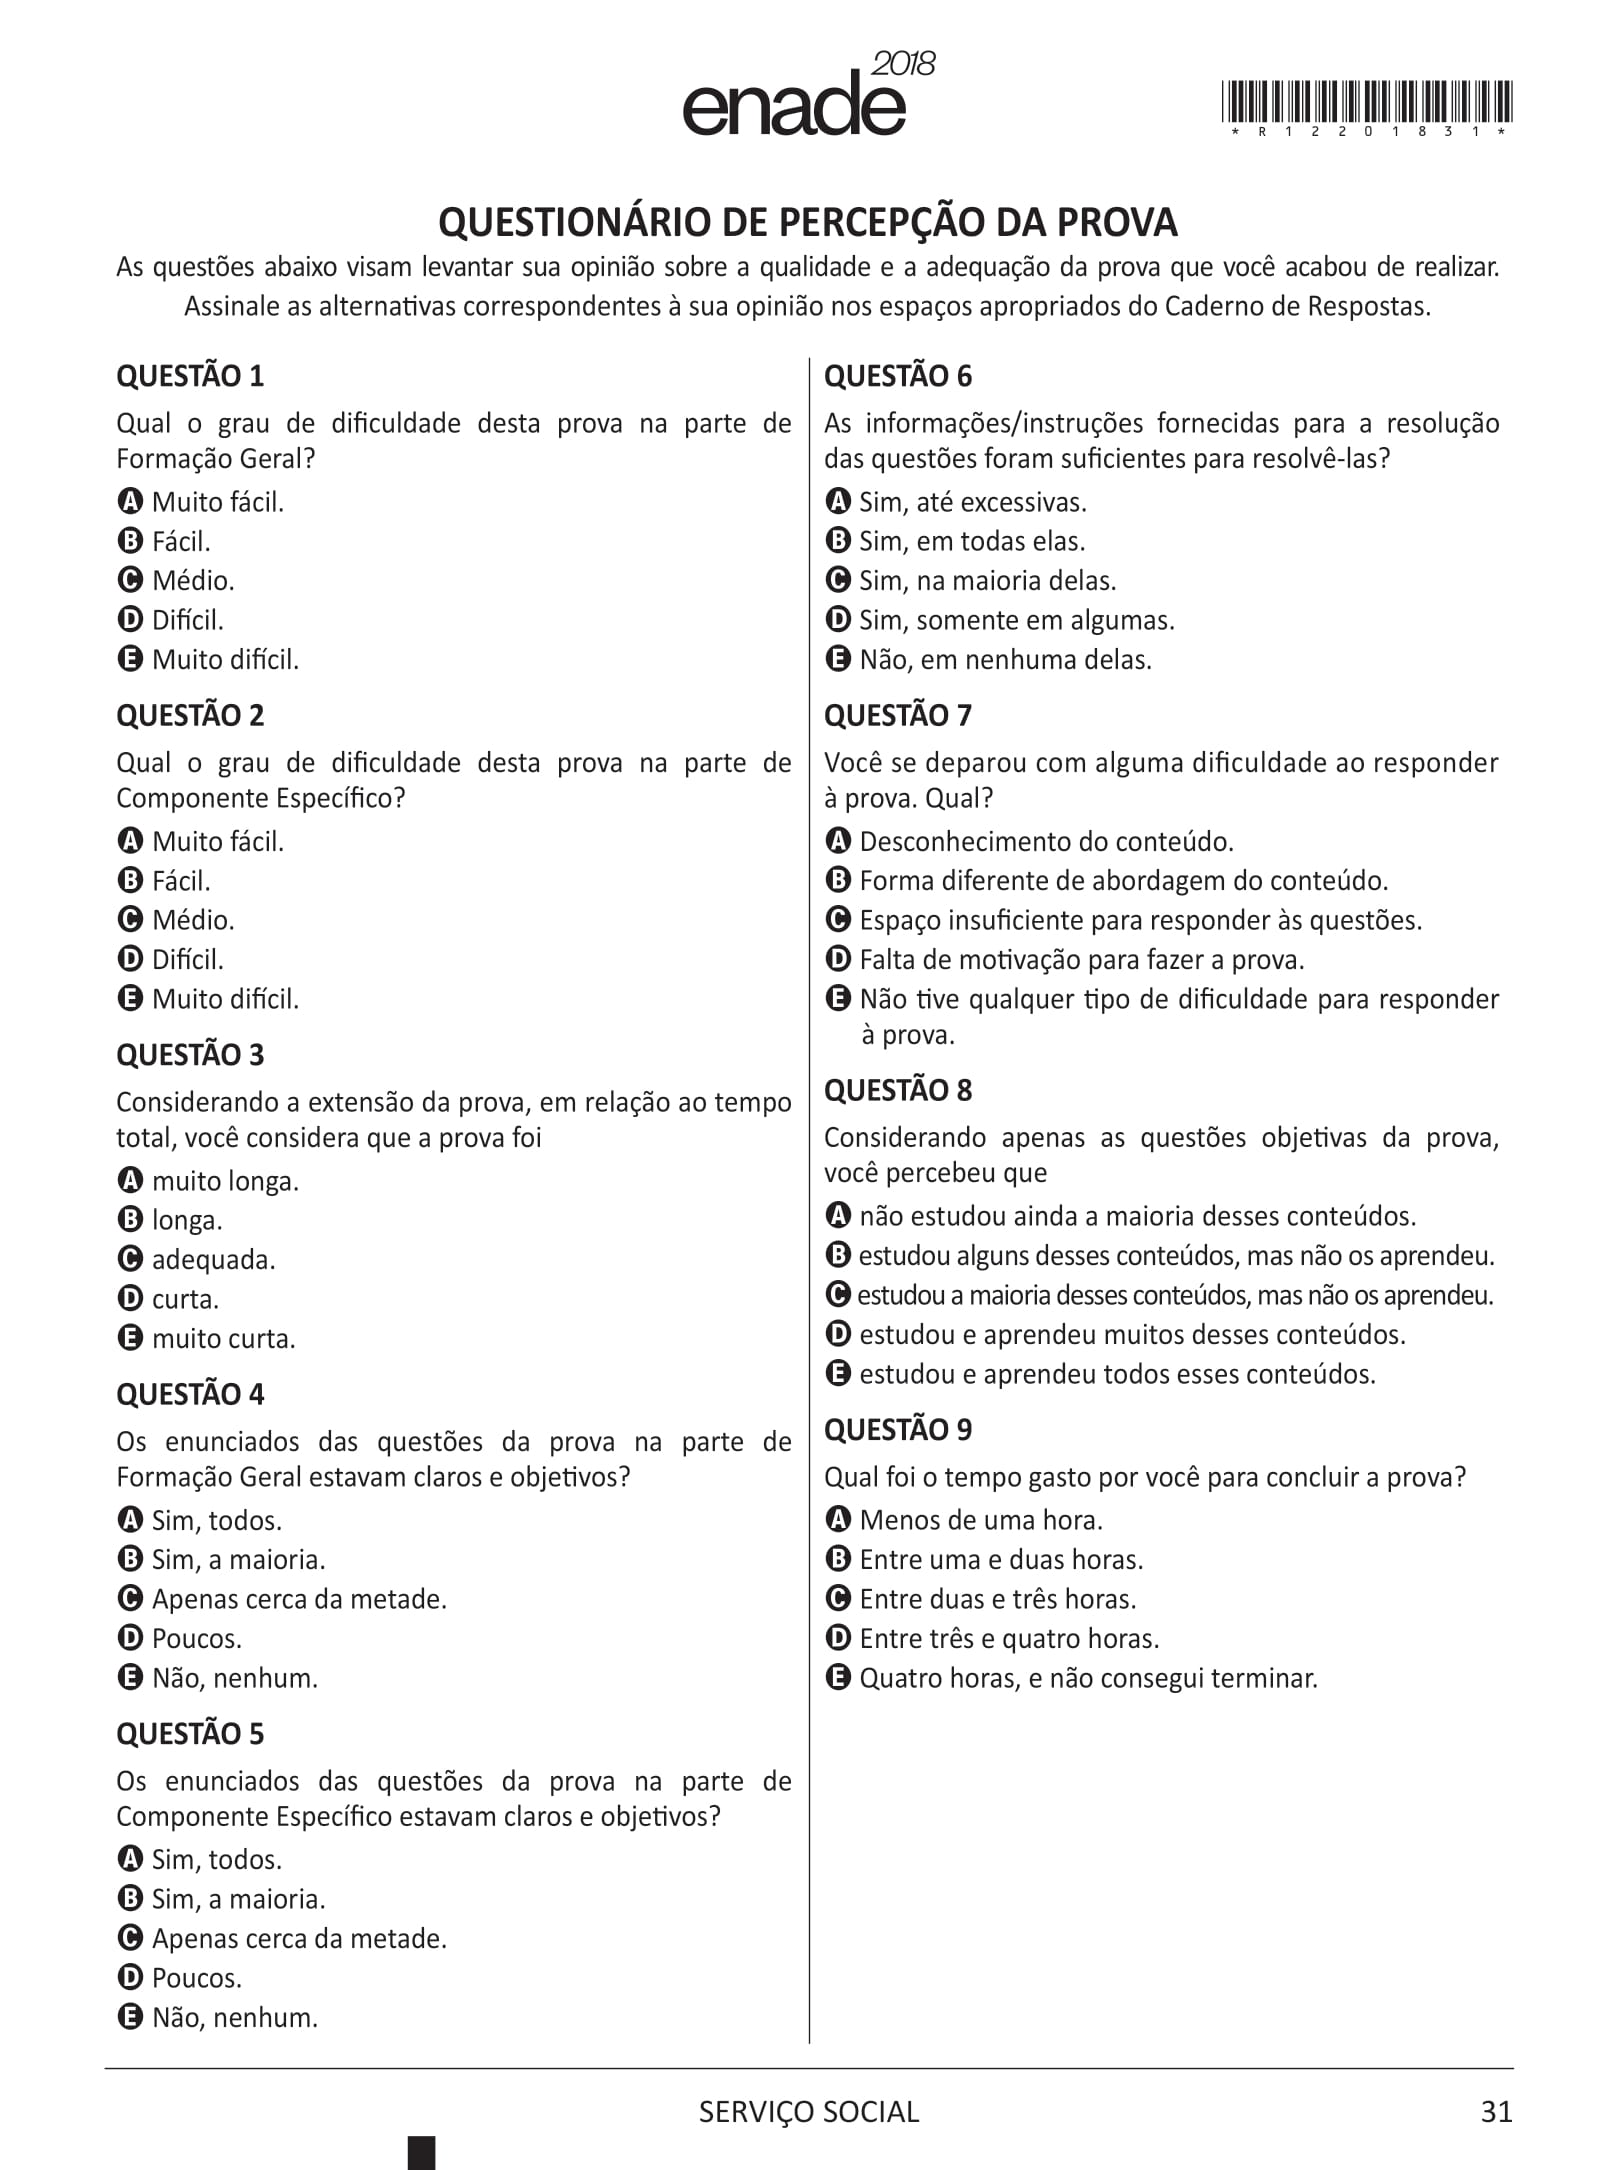 enade 2018
*R12201831*
QUESTIONÁRIO DE PERCEPÇÃO DA PROVA
As questões abaixo visam levantar sua opinião sobre a qualidade e a adequação da prova que você acabou de realizar.
Assinale as alternativas correspondentes à sua opinião nos espaços apropriados do Caderno de Respostas.
QUESTÃO 1
Qual o grau de dificuldade desta prova na parte de
Formação Geral?
A Muito fácil.
B Fácil.
C Médio.
D Difícil.
E Muito difícil.
QUESTÃO 2
Qual o grau de dificuldade desta prova na parte de
Componente Específico?
A Muito fácil.
B Fácil.
C Médio.
D Difícil.
E Muito difícil.
QUESTÃO 3
Considerando a extensão da prova, em relação ao tempo
total, você considera que a prova foi
A muito longa.
B longa.
C adequada.
D curta.
E muito curta.
QUESTÃO 4
Os enunciados das questões da prova na parte de
Formação Geral estavam claros e objetivos?
A Sim, todos.
B Sim, a maioria.
C Apenas cerca da metade.
D Poucos.
E Não, nenhum.
QUESTÃO 5
Os enunciados das questões da prova na parte de
Componente Específico estavam claros e objetivos?
A Sim, todos.
B Sim, a maioria.
C Apenas cerca da metade.
D Poucos.
E Não, nenhum.
QUESTÃO 6
As informações/instruções fornecidas para a resolução
das questões foram suficientes para resolvê-las?
A Sim, até excessivas.
B Sim, em todas elas.
C Sim, na maioria delas.
D Sim, somente em algumas.
E Não, em nenhuma delas.
QUESTÃO 7
Você se deparou com alguma dificuldade ao responder
à prova. Qual?
A Desconhecimento do conteúdo.
B Forma diferente de abordagem do conteúdo.
C Espaço insuficiente para responder às questões.
D Falta de motivação para fazer a prova.
E Não tive qualquer tipo de dificuldade para responder
à prova.
QUESTÃO 8
Considerando apenas as questões objetivas da prova,
você percebeu que
A não estudou ainda a maioria desses conteúdos.
B estudou alguns desses conteúdos, mas não os aprendeu.
C estudou a maioria desses conteúdos, mas não os aprendeu.
D estudou e aprendeu muitos desses conteúdos.
E estudou e aprendeu todos esses conteúdos.
QUESTÃO 9
Qual foi o tempo gasto por você para concluir a prova?
A Menos de uma hora.
B Entre uma e duas horas.
C Entre duas e três horas.
D Entre três e quatro horas.
E Quatro horas, e não consegui terminar.
SERVIÇO SOCIAL
31